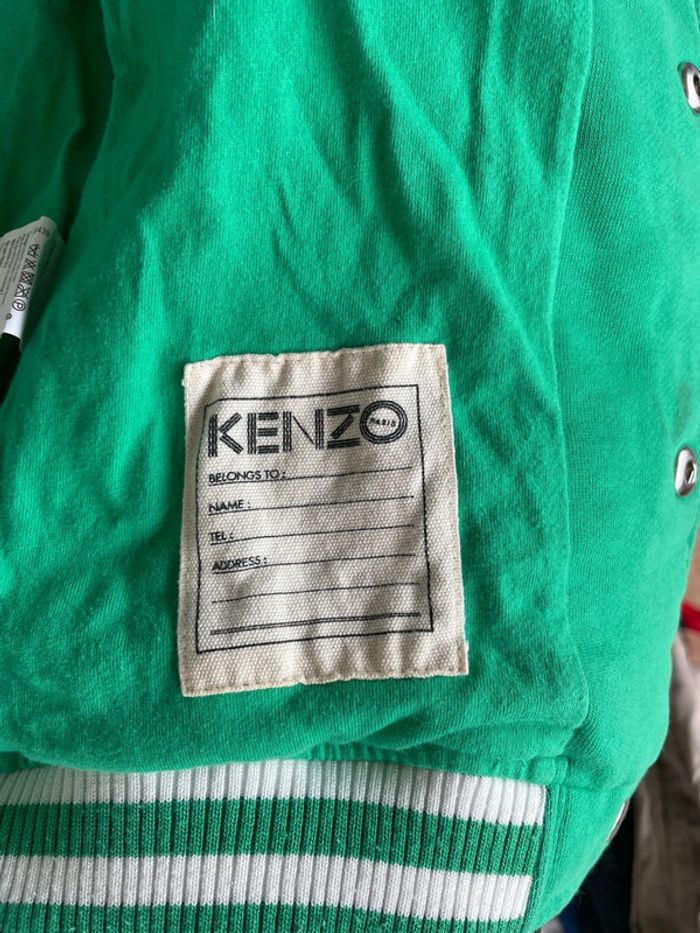 KENZO
PARIS
BELONGS TO:
NAME:
TEL:
ADDRESS: